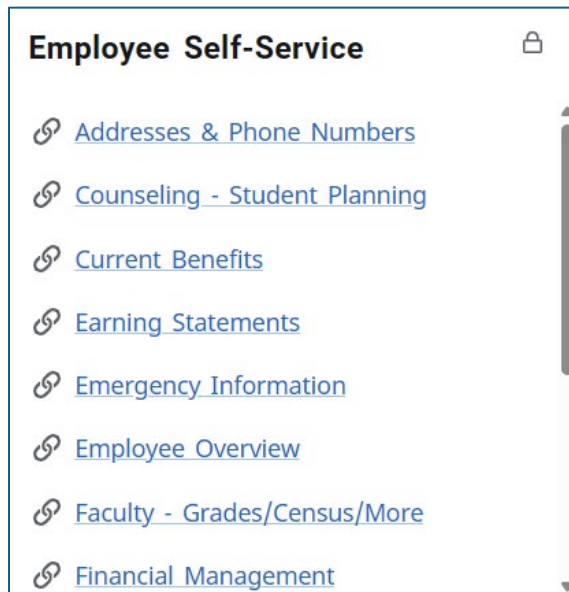 Employee Self-Service
Addresses & Phone Numbers
Counseling - Student Planning
Current Benefits
Earning Statements
Emergency Information
Employee Overview
Faculty - Grades/Census/More
Financial Management